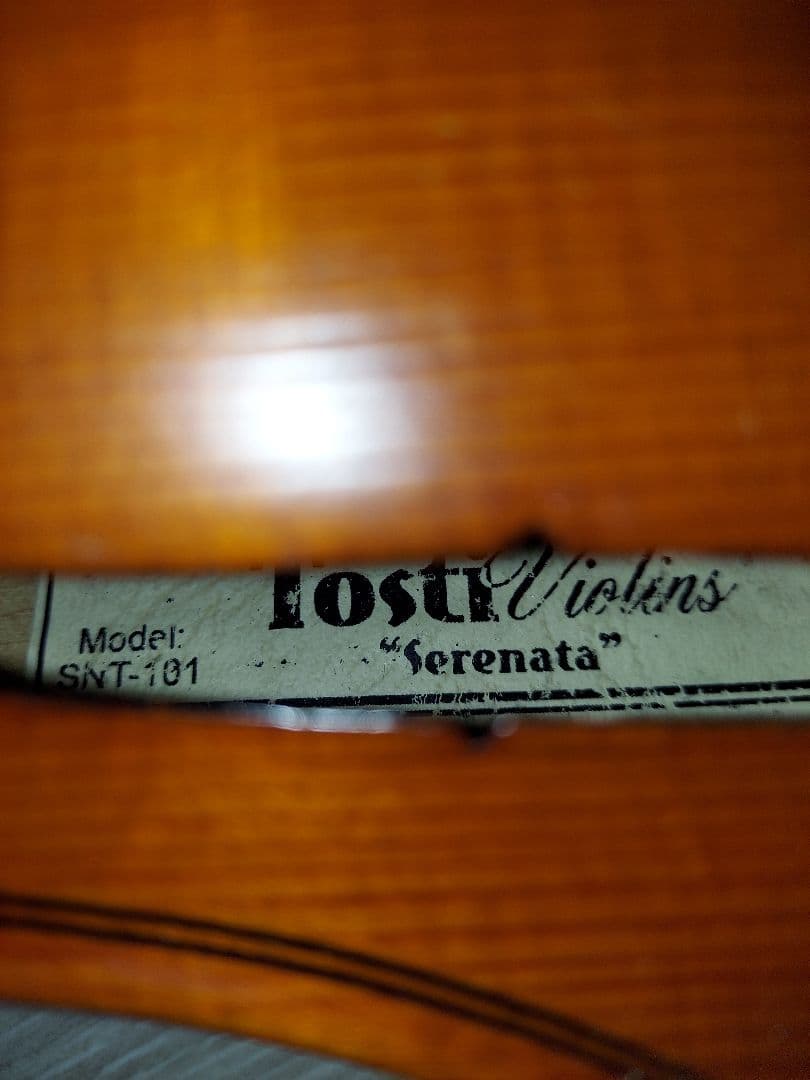 Tosti Violins
Model:
"Serenata"
SNT-101